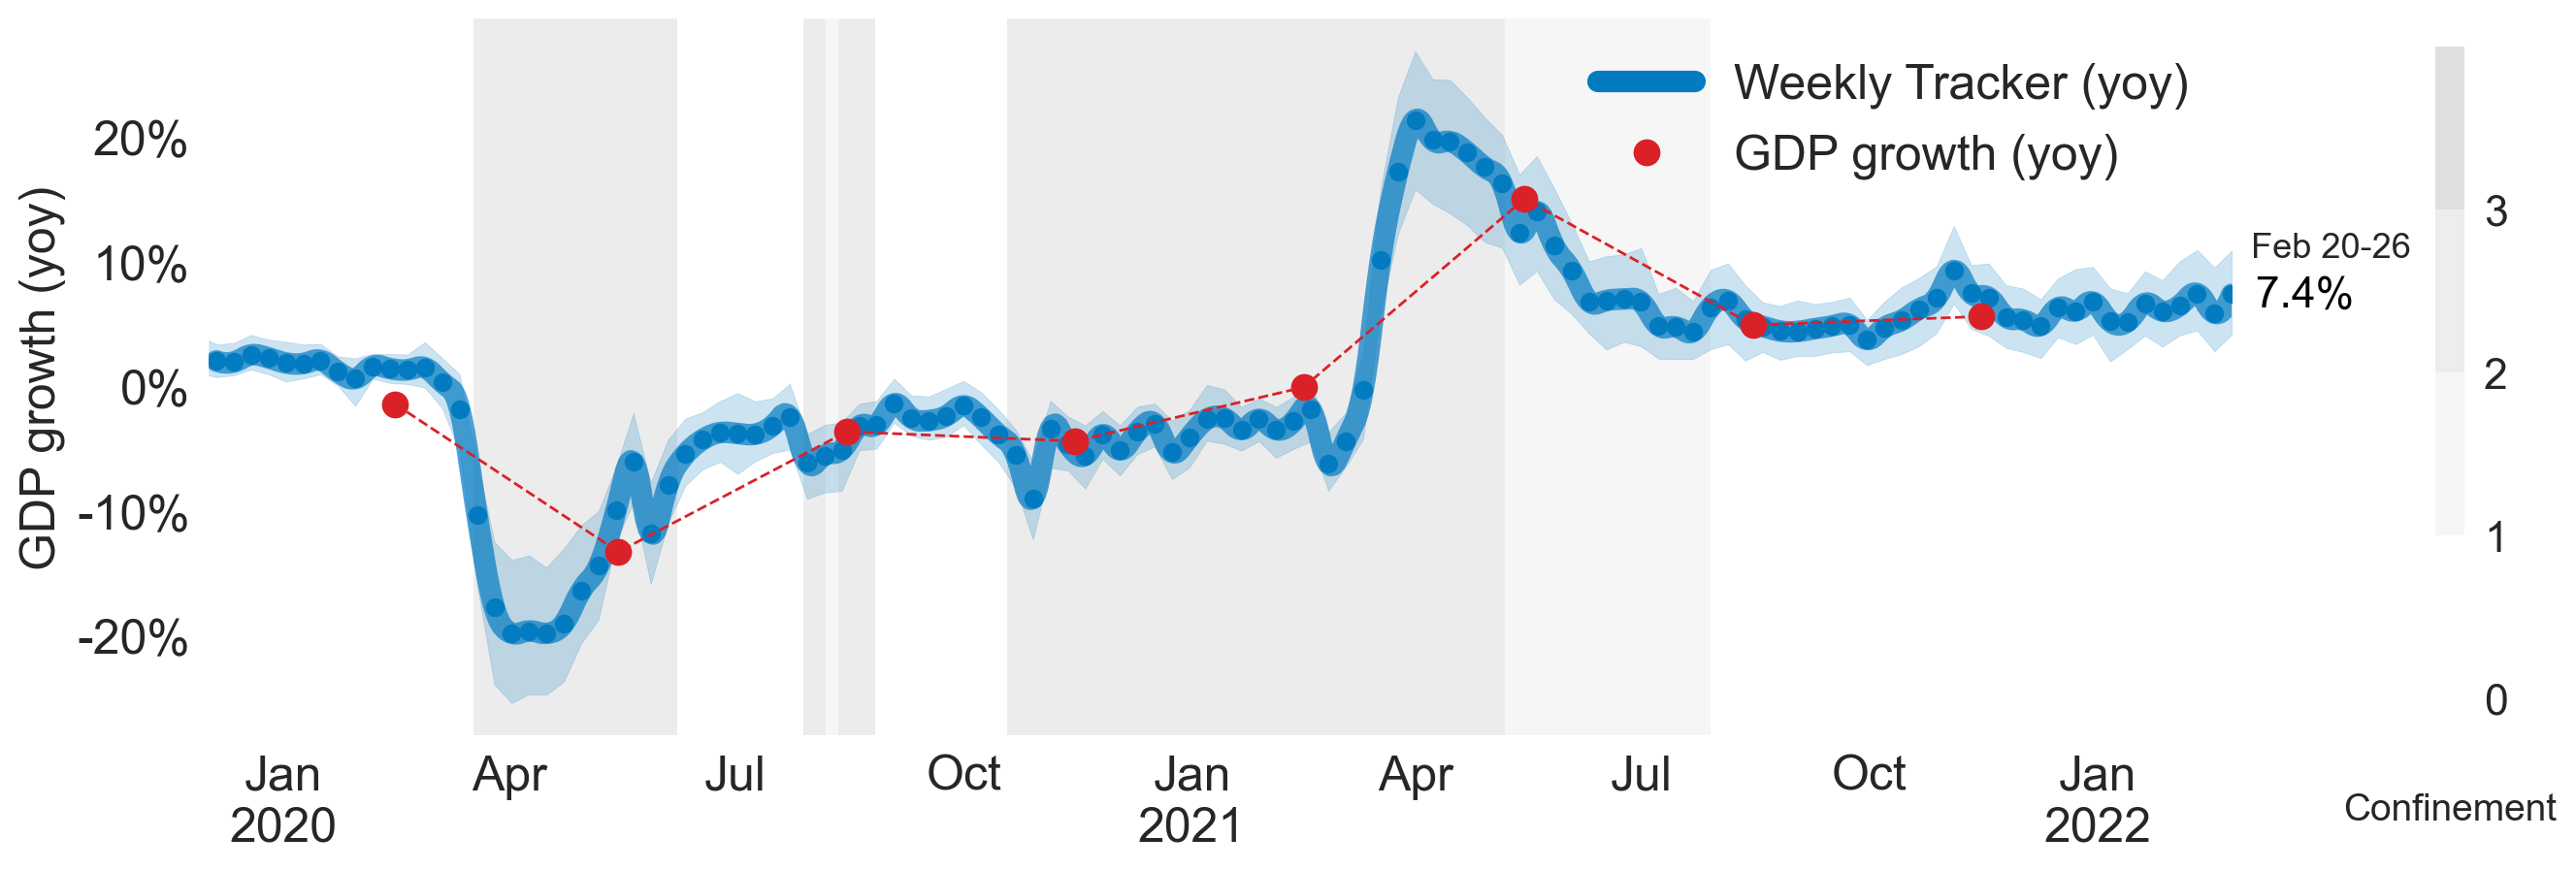 GDP growth (yoy)
20%
10%
0%
-10%
-20%
Weekly Tracker (yoy)
GDP growth (yoy)
Feb 20-26
7.4%
3
2
1
0
Confinement
Jan
2020
Apr
Jul
Oct
Jan
2021
Apr
Jul
Oct
Jan
2022